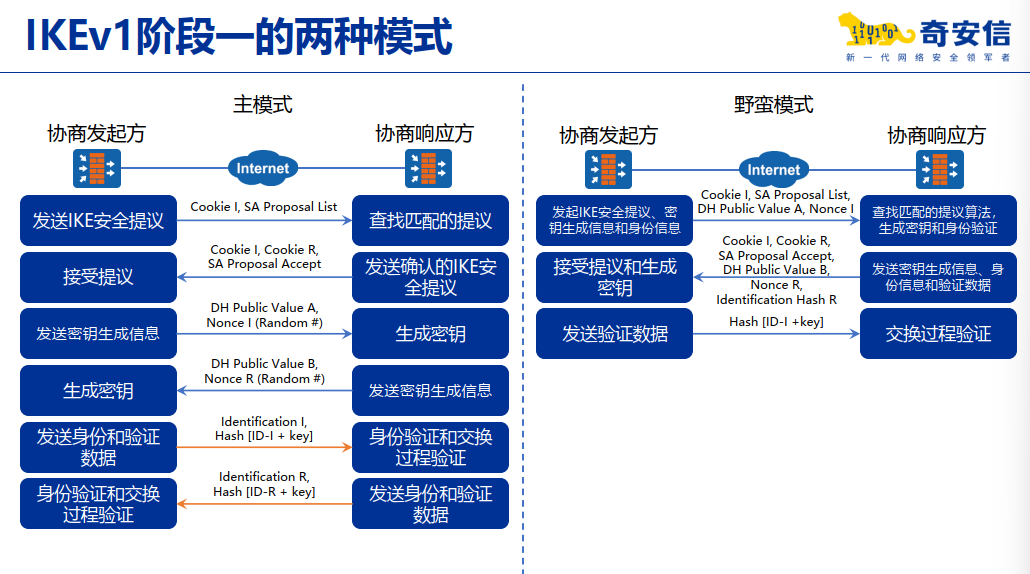 IKEv1阶段一的两种模式
奇安信
新一代网络安全领军者
主模式
协商发起方
协商响应方
Internet
发送IKE安全提议
Cookie I, SA Proposal List
查找匹配的提议
接受提议
Cookie I, Cookie R,
SA Proposal Accept
发送确认的IKE安
全提议
发送密钥生成信息
DH Public Value A,
Nonce I (Random #)
生成密钥
生成密钥
DH Public Value B,
Nonce R (Random #)
发送密钥生成信息
发送身份和验证
数据
Identification I,
Hash [ID-I + key]
身份验证和交换
过程验证
身份验证和交换
过程验证
Identification R,
Hash [ID-R + key]
发送身份和验证
数据
野蛮模式
协商发起方
协商响应方
Internet
发起IKE安全提议、密
钥生成信息和身份信息
Cookie I, SA Proposal List,
DH Public Value A, Nonce I
查找匹配的提议算法，
生成密钥和身份验证
接受提议和生成
密钥
Cookie I, Cookie R,
SA Proposal Accept,
DH Public Value B,
Nonce R,
Identification Hash R
发送密钥生成信息、身
份信息和验证数据
发送验证数据
Hash [ID-I +key]
交换过程验证